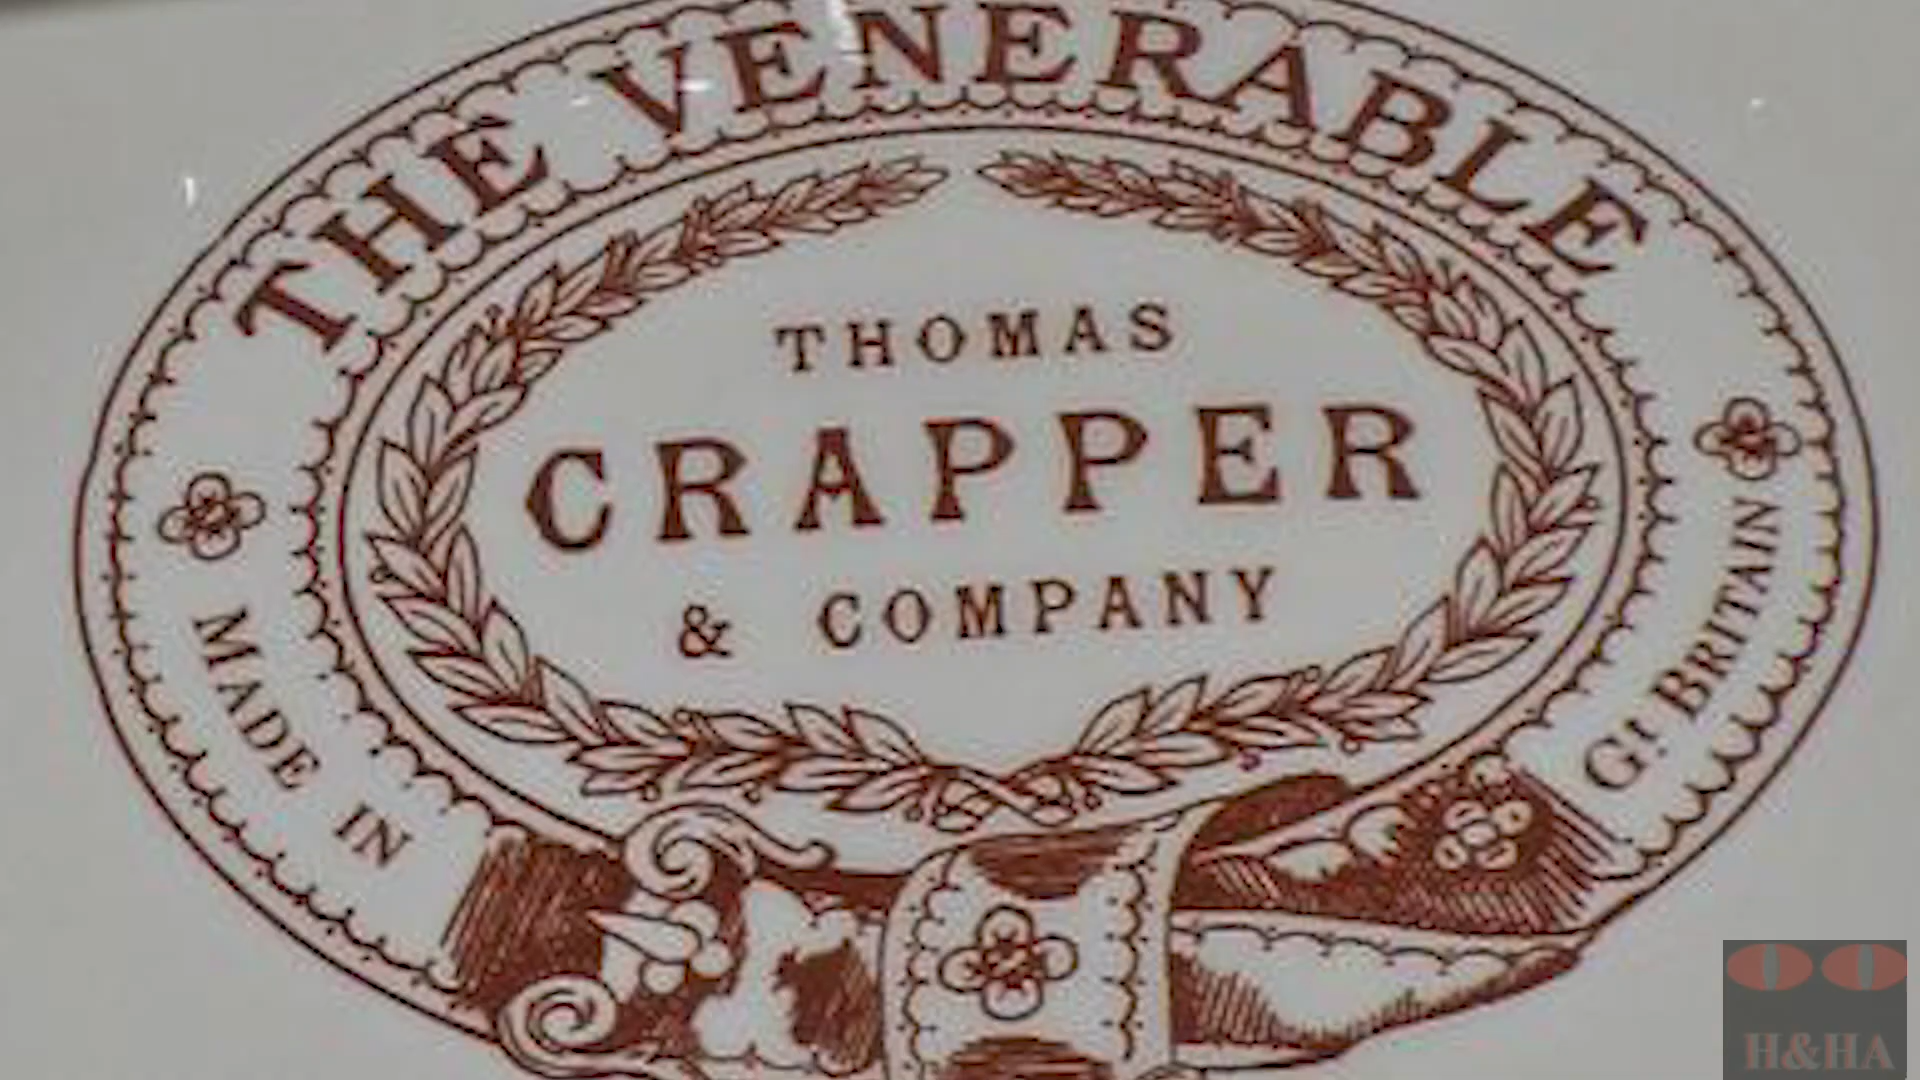 THE VENERABLE
THOMAS
CRAPPER
& COMPANY
MADE IN
Gt. BRITAIN
H&HA